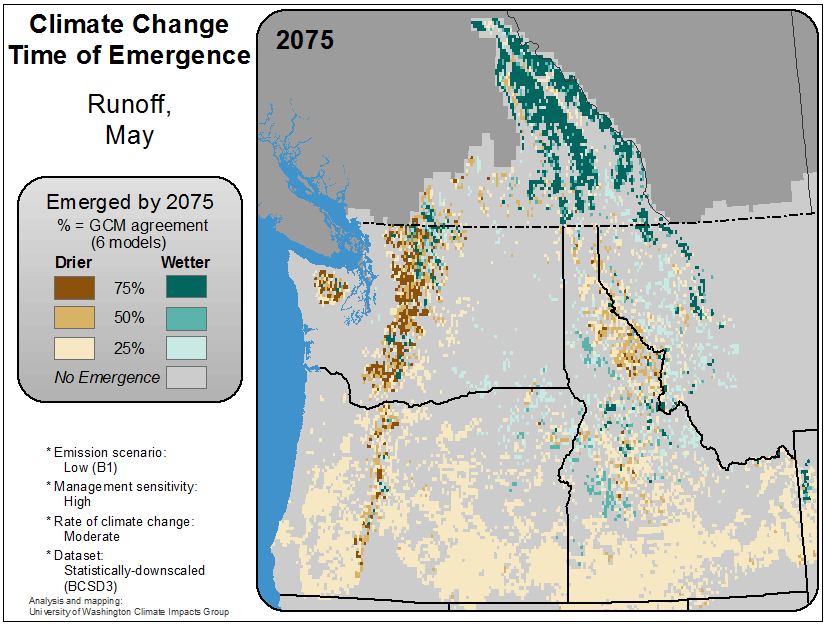 Climate Change
Time of Emergence
Runoff,
May
2075
Emerged by 2075
% = GCM agreement
(6 models)
Drier Wetter
75%
50%
25%
No Emergence
* Emission scenario:
Low (B1)
* Management sensitivity:
High
* Rate of climate change:
Moderate
* Dataset:
Statistically-downscaled
(BCSD3)
Analysis and mapping:
University of Washington Climate Impacts Group